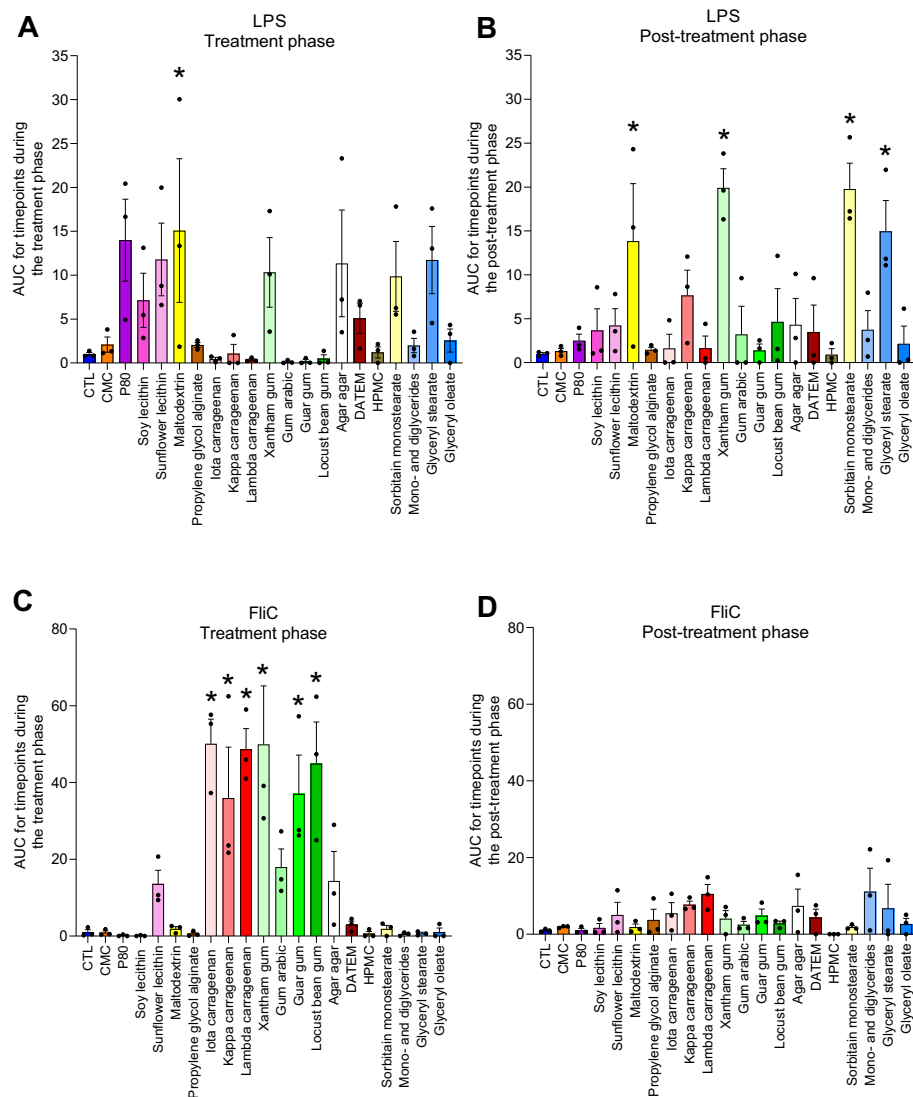 A
LPS
Treatment phase
AUC for timepoints during
the treatment phase
35
30
25
20
15
10
5
0
*
CTL
CMC
P80
Soy lecithin
Sunflower lecithin
Maltodextrin
Propylene glycol alginate
Iota carrageenan
Kappa carrageenan
Lambda carrageenan
Xantham gum
Gum arabic
Guar gum
Locust bean gum
Agar agar
DATEM
HPMC
Sorbitain monostearate
Mono- and diglycerides
Glyceryl stearate
Glyceryl oleate
B
LPS
Post-treatment phase
AUC for timepoints during
the post-treatment phase
35
30
25
20
15
10
5
0
* * * *
CTL
CMC
P80
Soy lecithin
Sunflower lecithin
Maltodextrin
Propylene glycol alginate
Iota carrageenan
Kappa carrageenan
Lambda carrageenan
Xantham gum
Gum arabic
Guar gum
Locust bean gum
Agar agar
DATEM
HPMC
Sorbitain monostearate
Mono- and diglycerides
Glyceryl stearate
Glyceryl oleate
C
FliC
Treatment phase
AUC for timepoints during
the treatment phase
80
60
40
20
0
* * * * * *
CTL
CMC
P80
Soy lecithin
Sunflower lecithin
Maltodextrin
Propylene glycol alginate
Iota carrageenan
Kappa carrageenan
Lambda carrageenan
Xantham gum
Gum arabic
Guar gum
Locust bean gum
Agar agar
DATEM
HPMC
Sorbitain monostearate
Mono- and diglycerides
Glyceryl stearate
Glyceryl oleate
D
FliC
Post-treatment phase
AUC for timepoints during
the post-treatment phase
80
60
40
20
0
CTL
CMC
P80
Soy lecithin
Sunflower lecithin
Maltodextrin
Propylene glycol alginate
Iota carrageenan
Kappa carrageenan
Lambda carrageenan
Xantham gum
Gum arabic
Guar gum
Locust bean gum
Agar agar
DATEM
HPMC
Sorbitain monostearate
Mono- and diglycerides
Glyceryl stearate
Glyceryl oleate